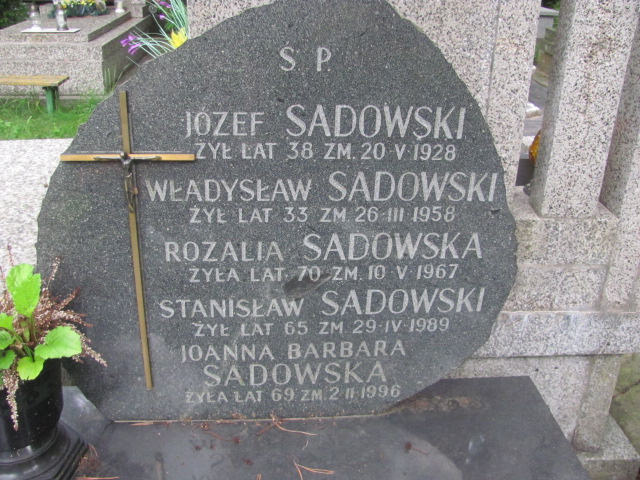 Ś P.
JÓZEF SADOWSKI
ŻYŁ LAT 38 ZM. 20·V·1928
WŁADYSŁAW SADOWSKI
ŻYŁ LAT 33 ZM 26·III·1958
ROZALIA SADOWSKA
ŻYŁA LAT 70 ZM. 10·V·1967
STANISŁAW SADOWSKI
ŻYŁ LAT 65 ZM 29·IV·1989
JOANNA BARBARA
SADOWSKA
ŻYŁA LAT 69 ZM. 2·II·1996